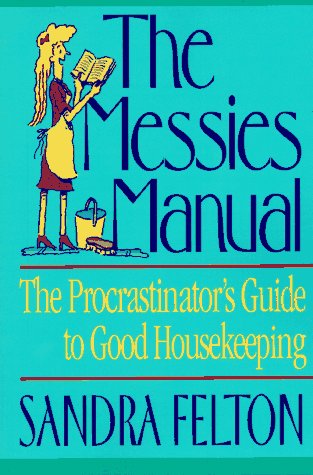 The
Messies
Manual
The Procrastinator's Guide
to Good Housekeeping
SANDRA FELTON